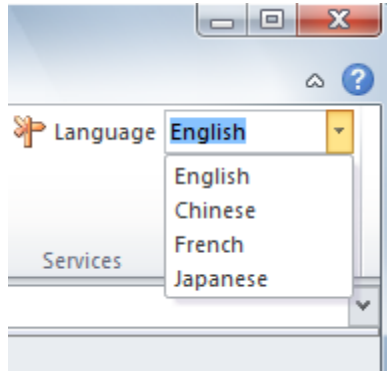 Language English
English
Chinese
French
Japanese
Services